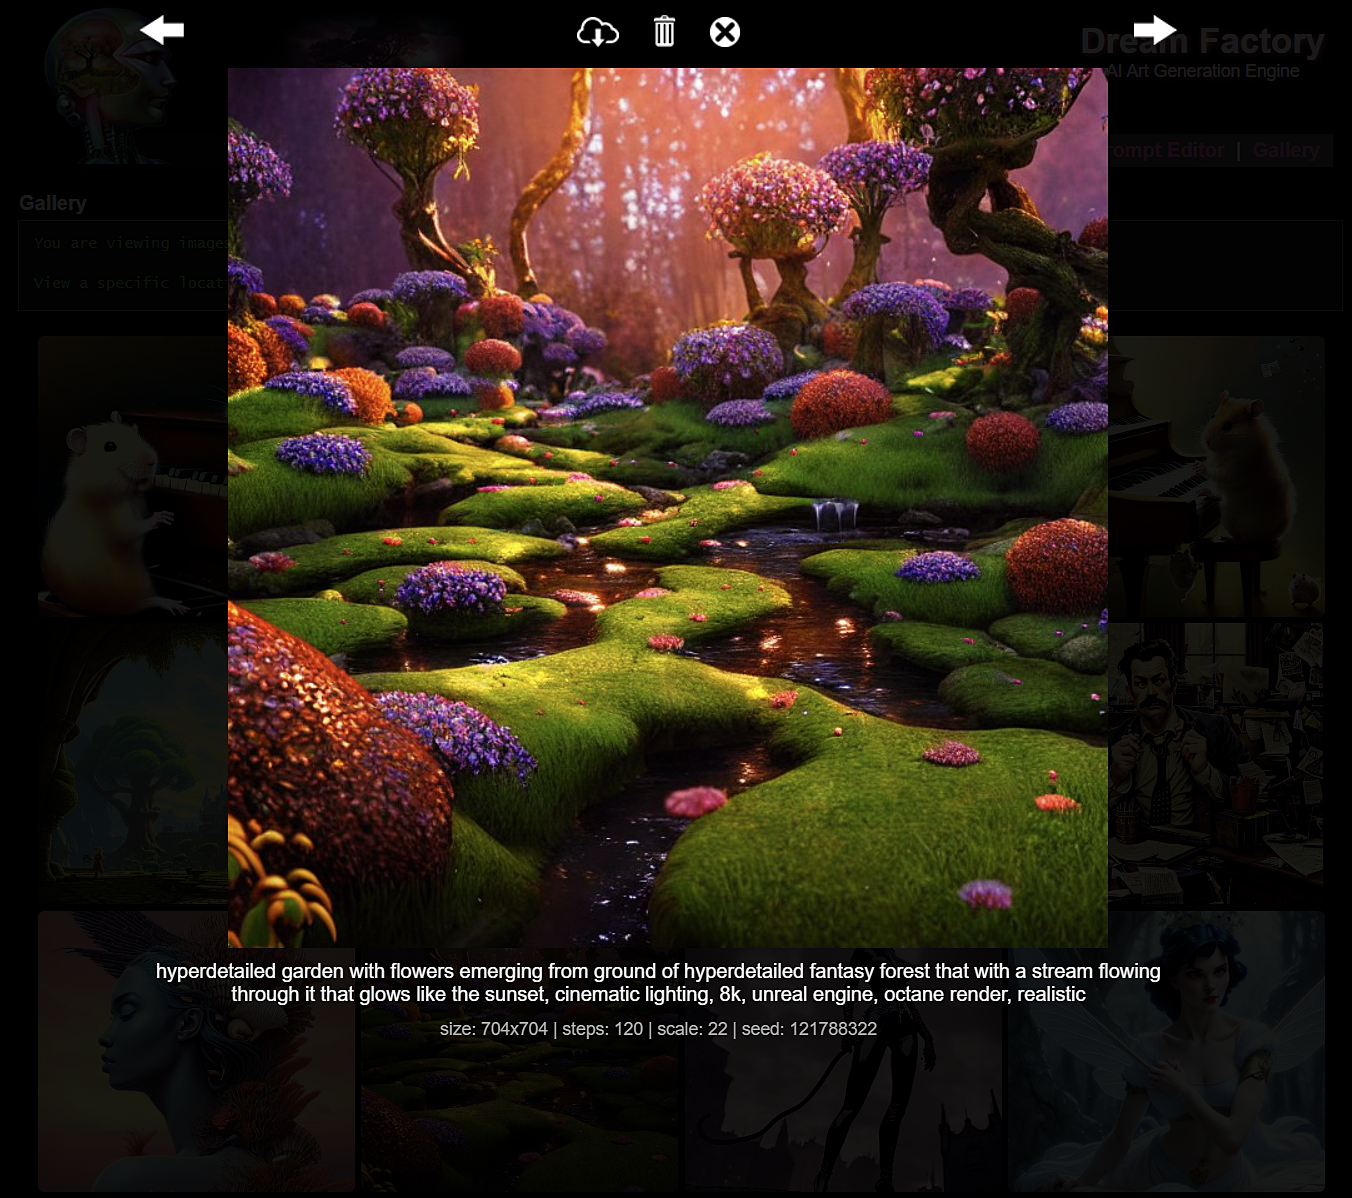 Dream Factory
AI Art Generation Engine
Prompt Editor | Gallery
Gallery
You are viewing image
View a specific locat
hyperdetailed garden with flowers emerging from ground of hyperdetailed fantasy forest that with a stream flowing
through it that glows like the sunset, cinematic lighting, 8k, unreal engine, octane render, realistic
size: 704x704 | steps: 120 | scale: 22 | seed: 121788322